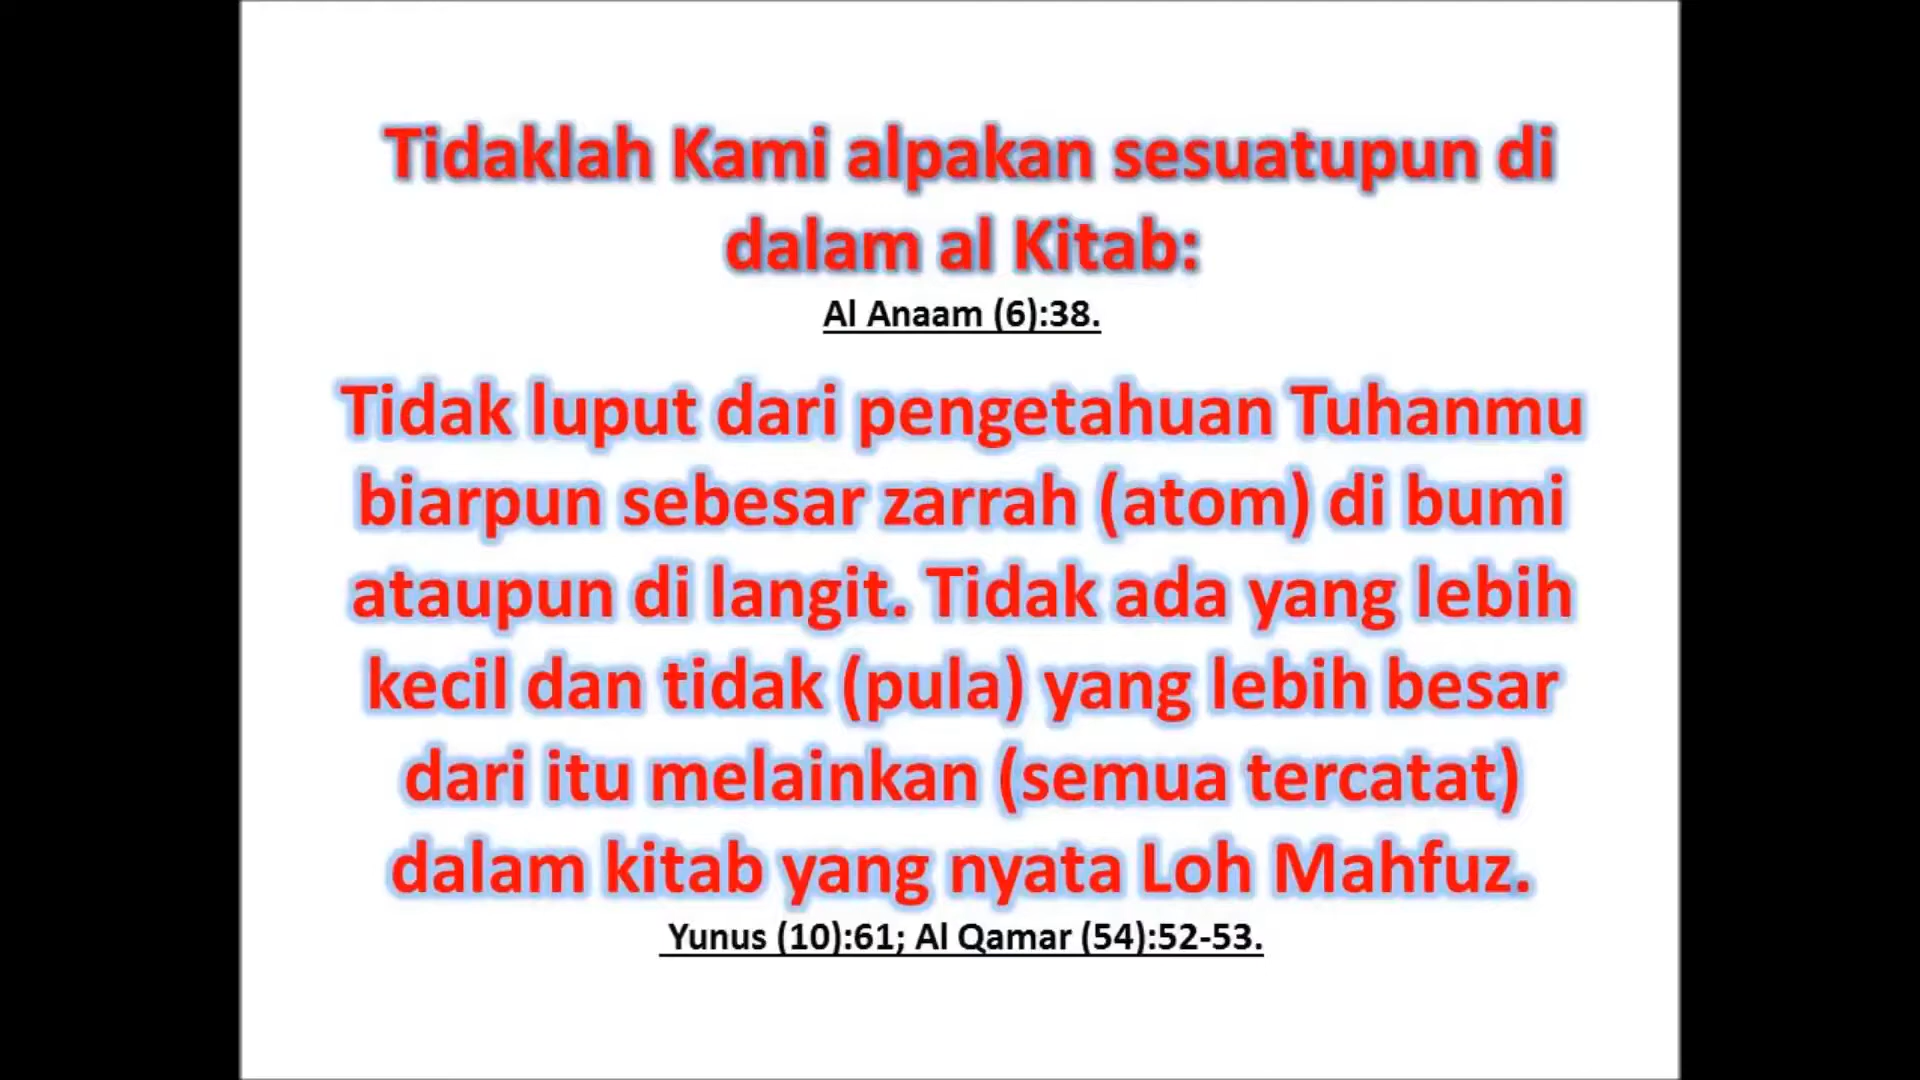 Tidaklah Kami alpakan sesuatupun di
dalam al Kitab:
Al Anaam (6):38.
Tidak luput dari pengetahuan Tuhanmu
biarpun sebesar zarrah (atom) di bumi
ataupun di langit. Tidak ada yang lebih
kecil dan tidak (pula) yang lebih besar
dari itu melainkan (semua tercatat)
dalam kitab yang nyata Loh Mahfuz.
Yunus (10):61; Al Qamar (54):52-53.